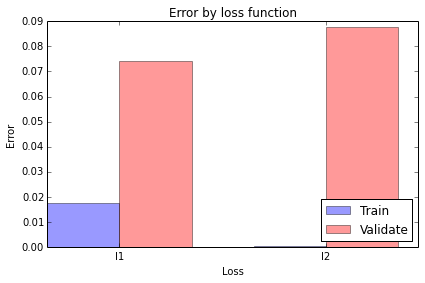 Error by loss function
0.09
0.08
0.07
0.06
0.05
0.04
0.03
0.02
0.01
0.00
Error
l1
l2
Loss
Train
Validate